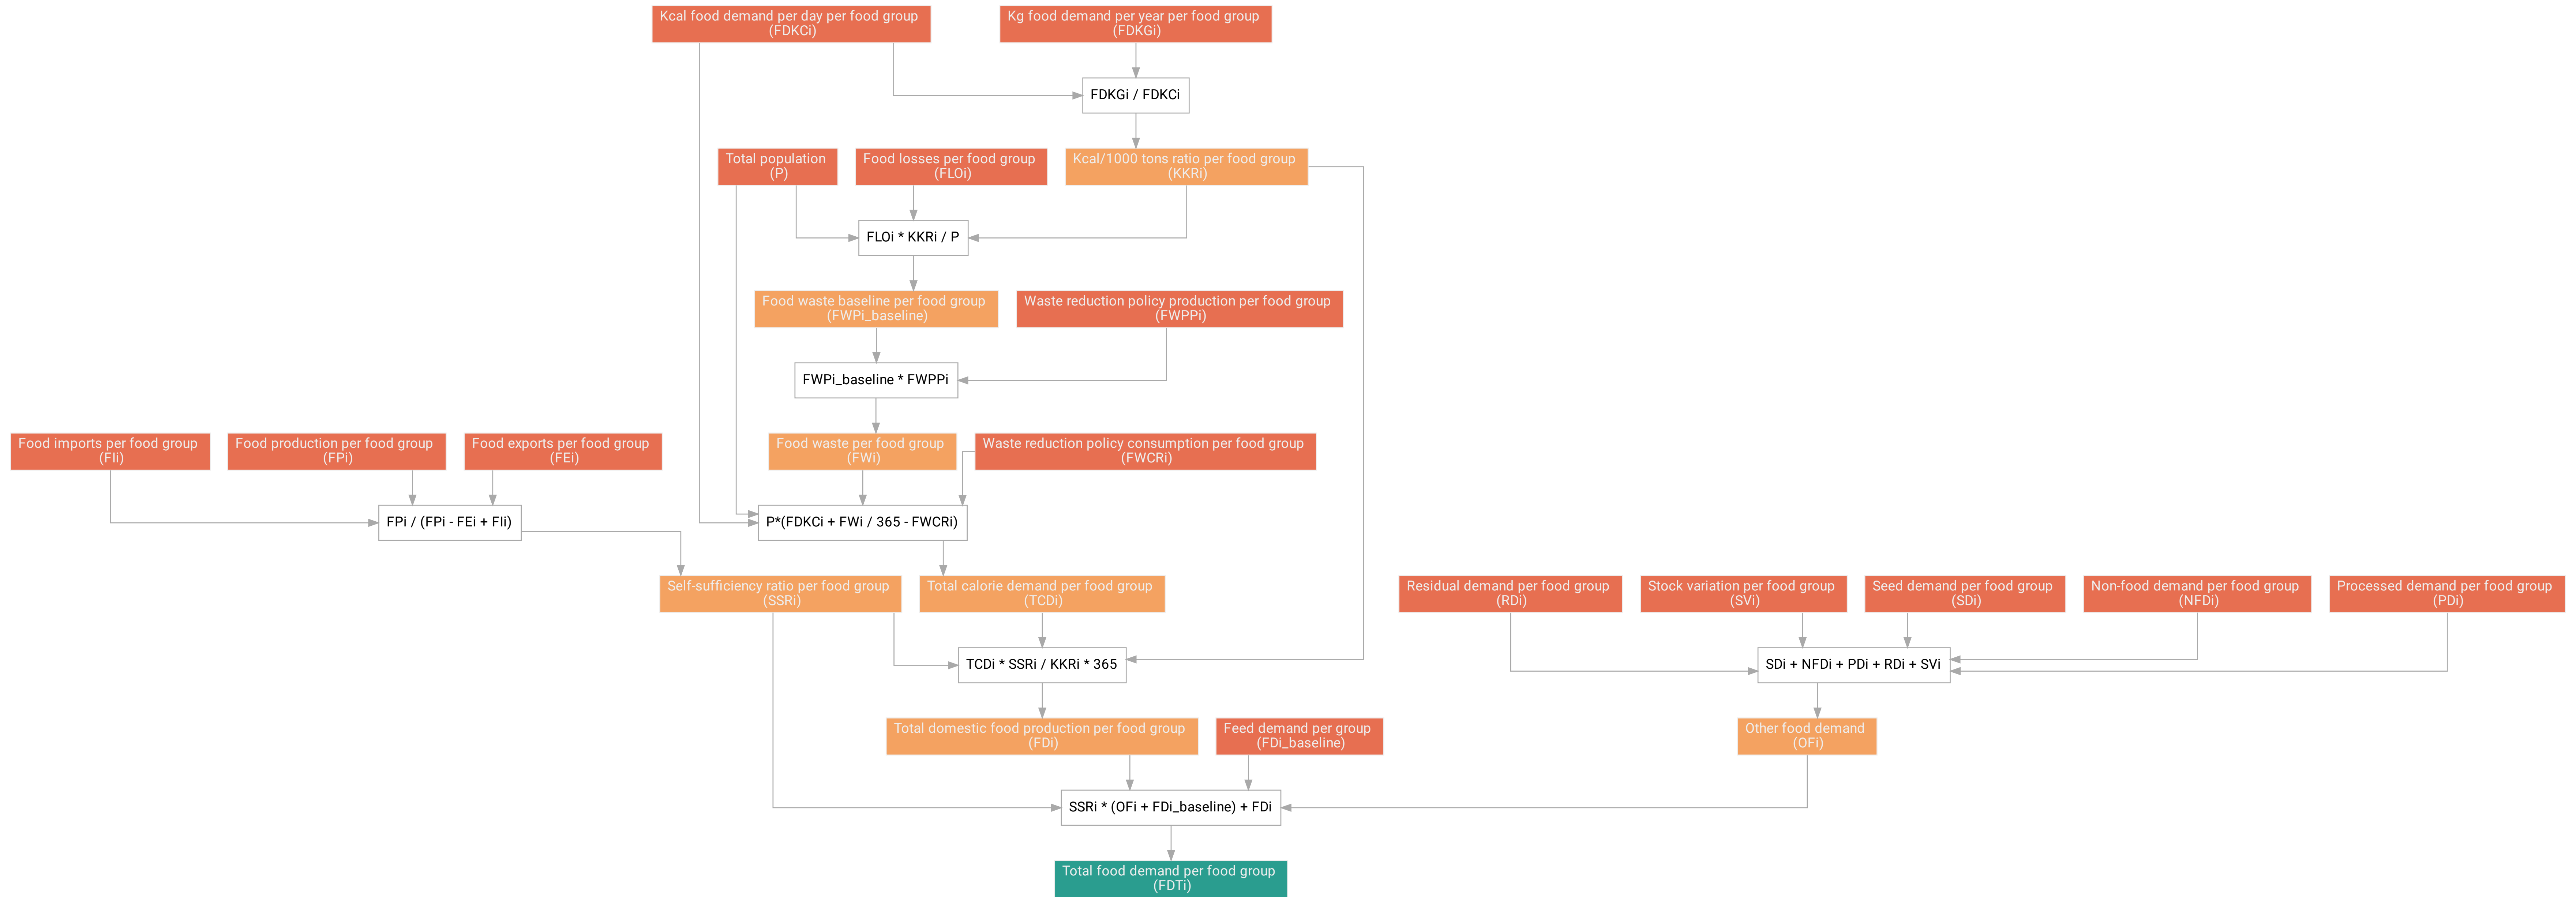 Kcal food demand per day per food group
(FDKCi)
Kg food demand per year per food group
(FDKGi)
FDKGi / FDKCi
Total population
(P)
Food losses per food group
(FLOi)
Kcal/1000 tons ratio per food group
(KKRi)
FLOi * KKRi / P
Food waste baseline per food group
(FWPi_baseline)
Waste reduction policy production per food group
(FWPPi)
FWPi_baseline * FWPPi
Food imports per food group
(FIi)
Food production per food group
(FPi)
Food exports per food group
(FEi)
Food waste per food group
(FWi)
Waste reduction policy consumption per food group
(FWCRi)
FPi / (FPi - FEi + FIi)
P*(FDKCi + FWi / 365 - FWCRi)
Self-sufficiency ratio per food group
(SSRi)
Total calorie demand per food group
(TCDi)
Residual demand per food group
(RDi)
Stock variation per food group
(SVi)
Seed demand per food group
(SDi)
Non-food demand per food group
(NFDi)
Processed demand per food group
(PDi)
TCDi * SSRi / KKRi * 365
SDi + NFDi + PDi + RDi + SVi
Total domestic food production per food group
(FDi)
Feed demand per group
(FDi_baseline)
Other food demand
(OFi)
SSRi * (OFi + FDi_baseline) + FDi
Total food demand per food group
(FDTi)